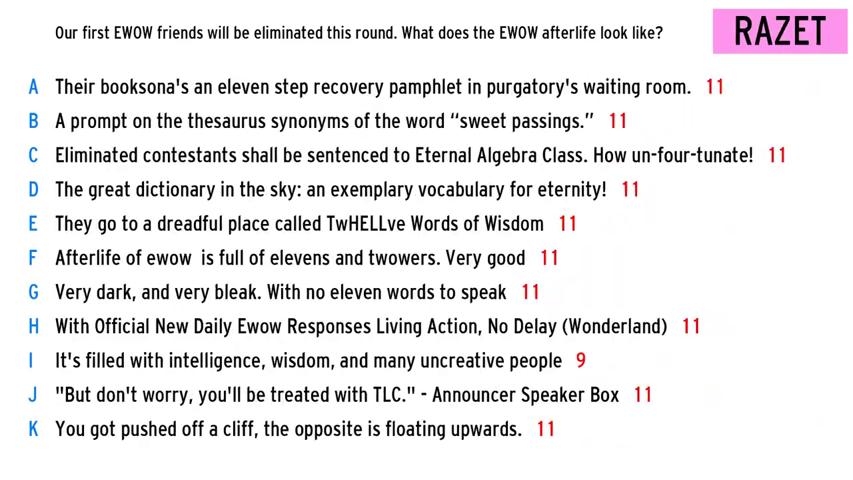 Our first EWOW friends will be eliminated this round. What does the EWOW afterlife look like?
RAZET
A Their booksona's an eleven step recovery pamphlet in purgatory's waiting room. 11
B A prompt on the thesaurus synonyms of the word “sweet passings.” 11
C Eliminated contestants shall be sentenced to Eternal Algebra Class. How un-four-tunate! 11
D The great dictionary in the sky: an exemplary vocabulary for eternity! 11
E They go to a dreadful place called TwHELLve Words of Wisdom 11
F Afterlife of ewow is full of elevens and twowers. Very good 11
G Very dark, and very bleak. With no eleven words to speak 11
H With Official New Daily Ewow Responses Living Action, No Delay (Wonderland) 11
I It's filled with intelligence, wisdom, and many uncreative people 9
J "But don't worry, you'll be treated with TLC." - Announcer Speaker Box 11
K You got pushed off a cliff, the opposite is floating upwards. 11